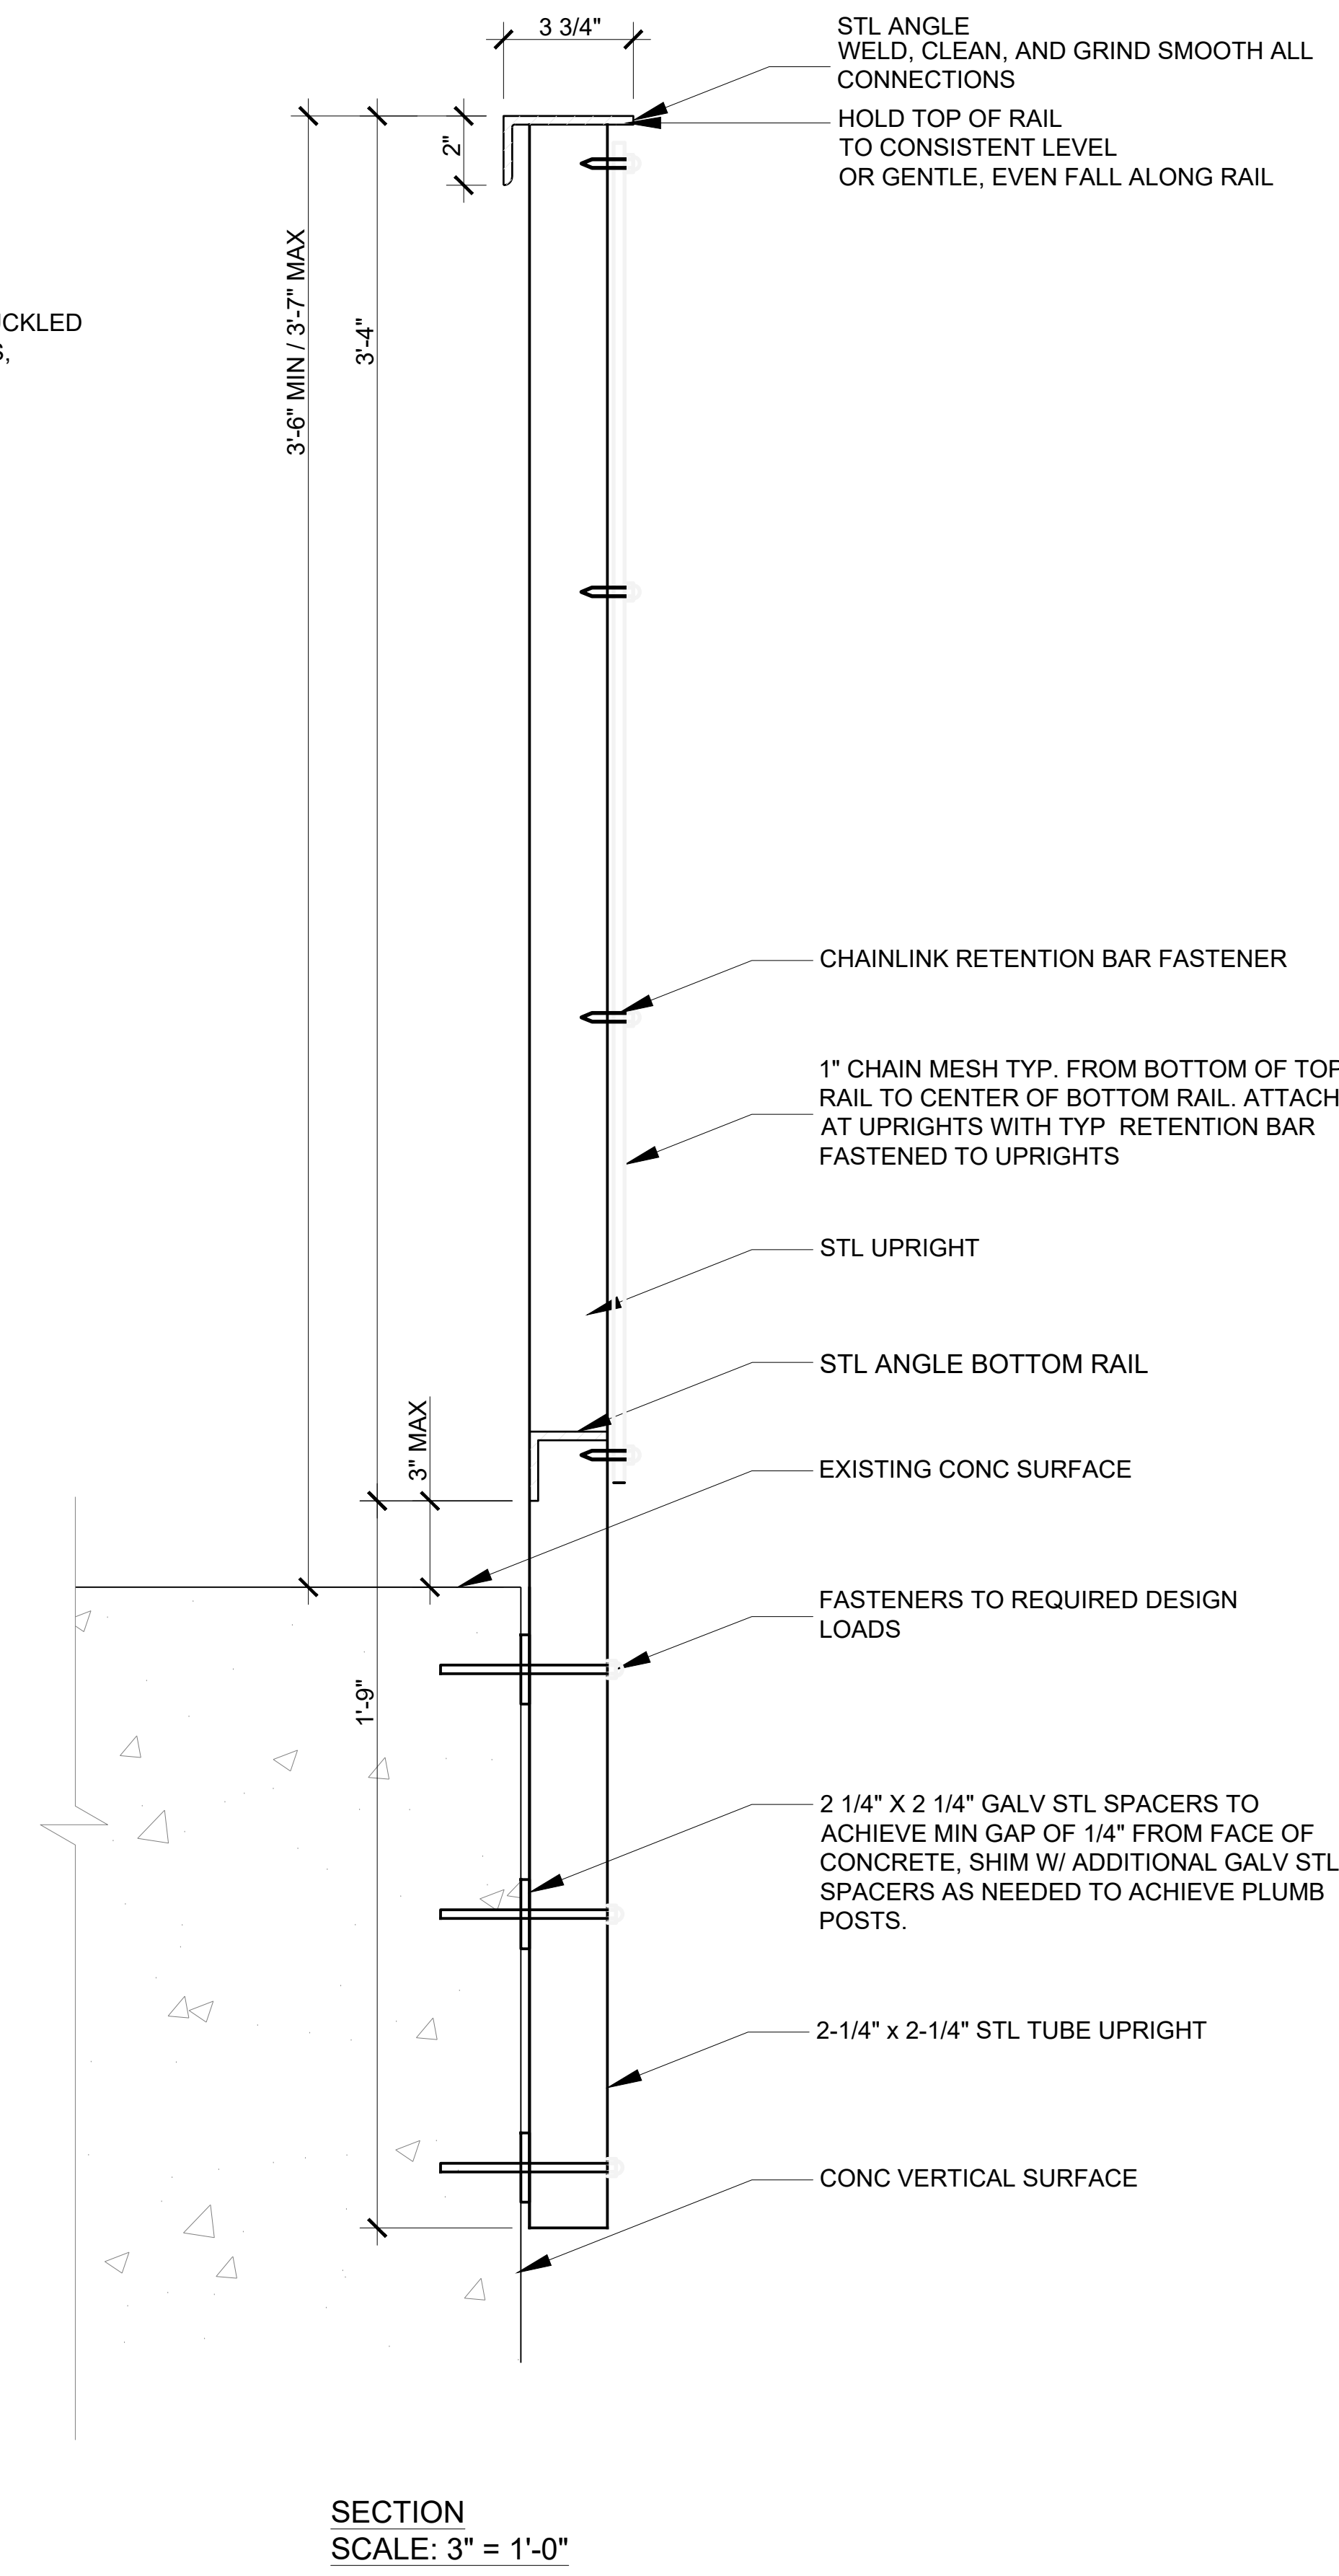 3 3/4"
STL ANGLE
WELD, CLEAN, AND GRIND SMOOTH ALL
CONNECTIONS
HOLD TOP OF RAIL
TO CONSISTENT LEVEL
OR GENTLE, EVEN FALL ALONG RAIL
2"
3'-6" MIN / 3'-7" MAX
3'-4"
UCKLED
S,
CHAINLINK RETENTION BAR FASTENER
1" CHAIN MESH TYP. FROM BOTTOM OF TOP
RAIL TO CENTER OF BOTTOM RAIL. ATTACH
AT UPRIGHTS WITH TYP RETENTION BAR
FASTENED TO UPRIGHTS
STL UPRIGHT
STL ANGLE BOTTOM RAIL
3" MAX
EXISTING CONC SURFACE
FASTENERS TO REQUIRED DESIGN
LOADS
1'-9"
2 1/4" X 2 1/4" GALV STL SPACERS TO
ACHIEVE MIN GAP OF 1/4" FROM FACE OF
CONCRETE, SHIM W/ ADDITIONAL GALV STL
SPACERS AS NEEDED TO ACHIEVE PLUMB
POSTS.
2-1/4" x 2-1/4" STL TUBE UPRIGHT
CONC VERTICAL SURFACE
SECTION
SCALE: 3" = 1'-0"